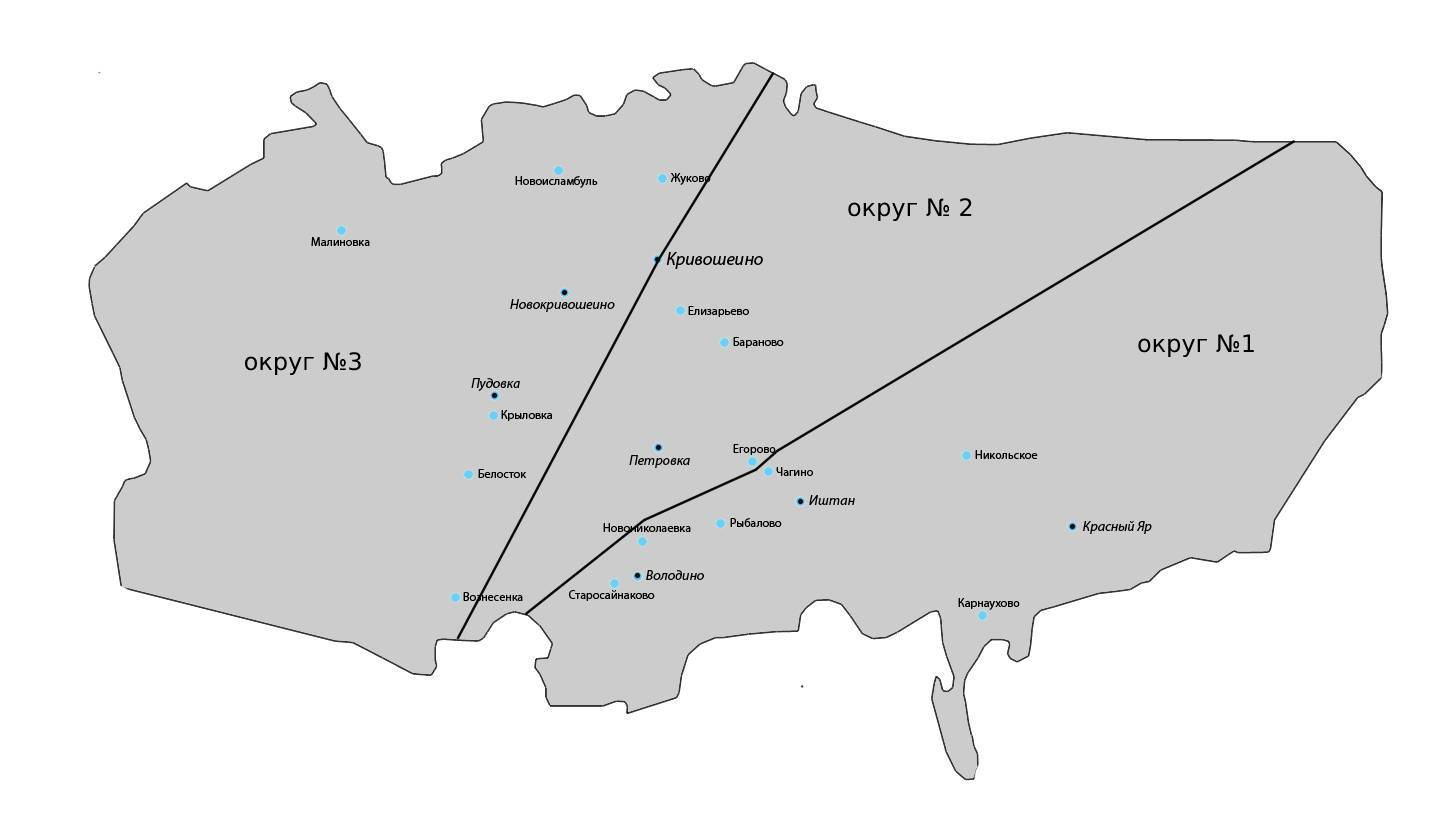 Новоисламбуль
Жуково
округ № 2
Малиновка
Кривошеино
Новокривошеино
Елизарьево
Бараново
округ №1
округ №3
Пудовка
Крыловка
Егорово
Петровка
Никольское
Белосток
Чагино
Иштан
Новониколаевка
Рыбалово
Красный Яр
Володино
Вознесенка
Старосайнаково
Карнаухово